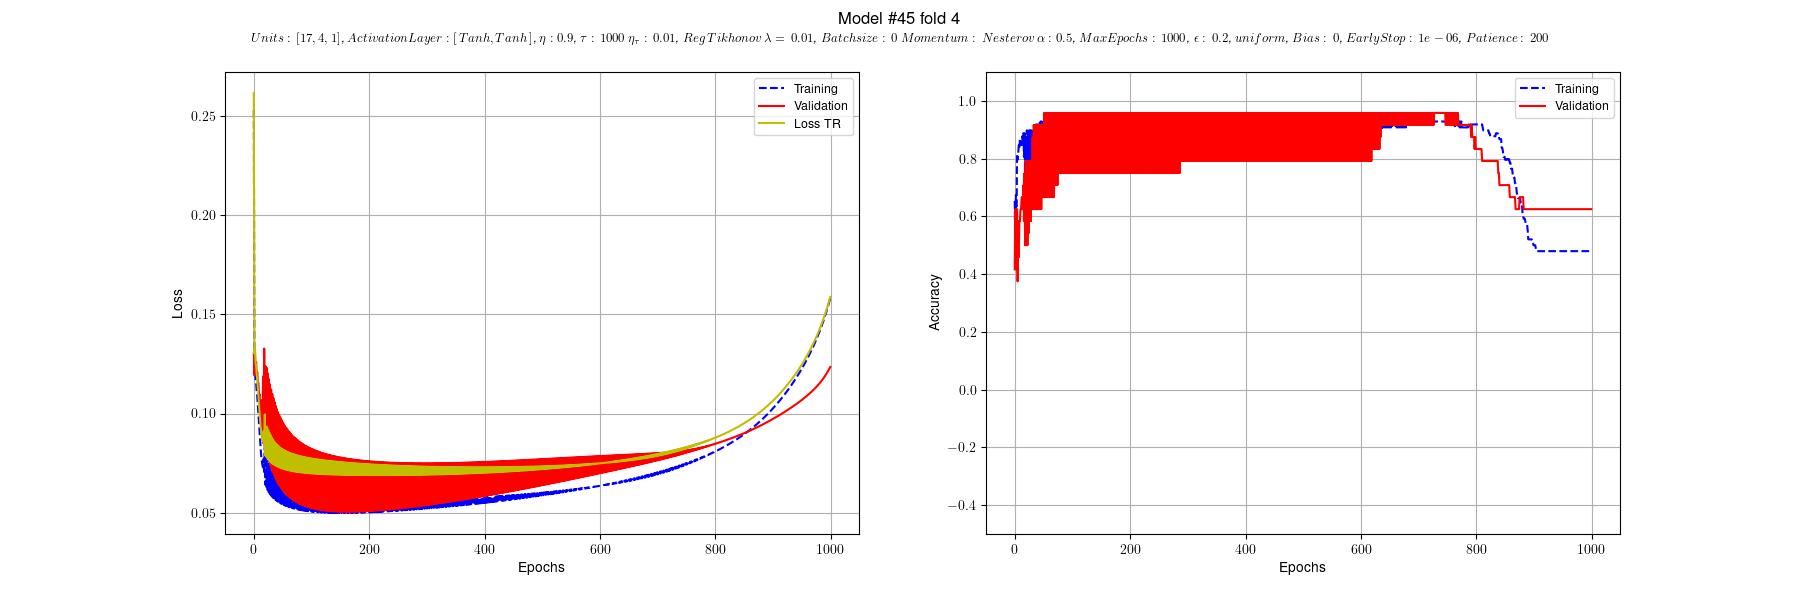 Model #45 fold 4
Units : [17, 4, 1], ActivationLayer : [Tanh, Tanh], η : 0.9, τ : 1000 ητ : 0.01, Reg Tikhonov λ = 0.01, Batchsize : 0 Momentum : Nesterov α : 0.5, MaxEpochs : 1000, ϵ : 0.2, uniform, Bias : 0, EarlyStop : 1e − 06, Patience : 200
Training
Validation
Loss TR
0.25
0.20
0.15
0.10
0.05
Loss
0 200 400 600 800 1000
Epochs
Training
Validation
1.0
0.8
0.6
0.4
0.2
0.0
−0.2
−0.4
Accuracy
0 200 400 600 800 1000
Epochs